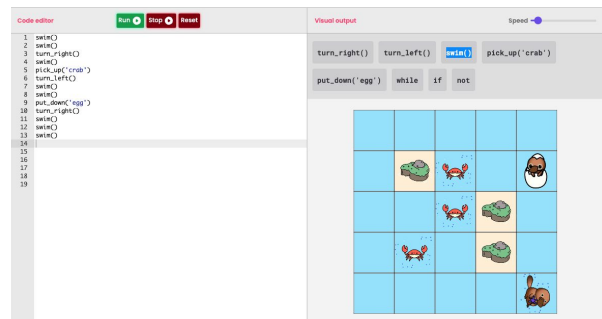 Code editor
Run
Stop
Reset
1 swim()
2 swim()
3 turn_right()
4 swim()
5 pick_up('crab')
6 turn_left()
7 swim()
8 swim()
9 put_down('egg')
10 turn_right()
11 swim()
12 swim()
13 swim()
14
15
16
17
18
19
Visual output
Speed
turn_right() turn_left() swim() pick_up('crab')
put_down('egg') while if not